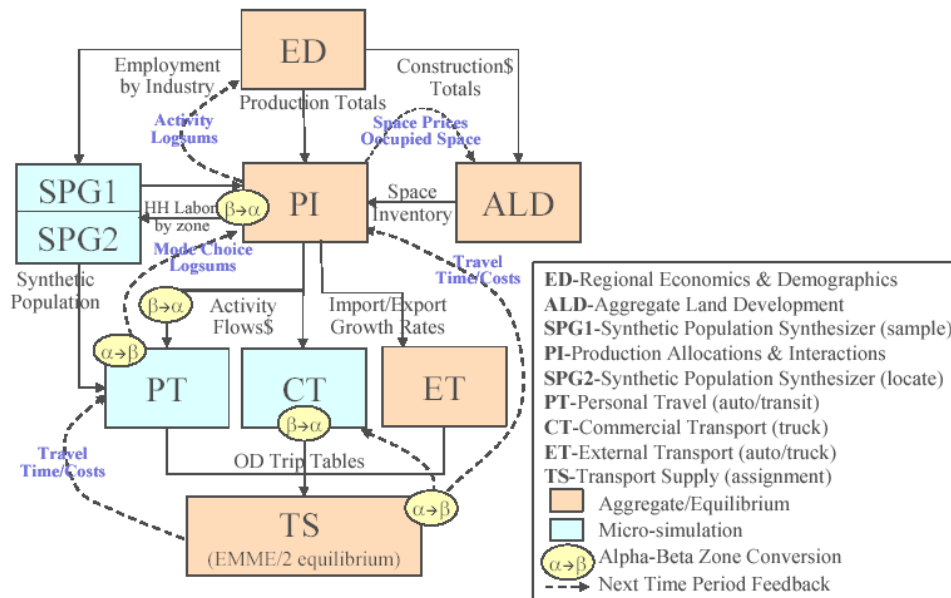 ED
Employment
by Industry
Construction$
Totals
Production Totals
Activity
Logsums
Space Prices
Occupied Space
SPG1
SPG2
HH Labor
by zone
β→α
PI
Space
Inventory
ALD
Mode Choice
Logsums
Synthetic
Population
Travel
Time/Costs
β→α
Activity
Flows$
Import/Export
Growth Rates
α→β
PT
CT
ET
β→α
Travel
Time/Costs
OD Trip Tables
α→β
TS
(EMME/2 equilibrium)
ED-Regional Economics & Demographics
ALD-Aggregate Land Development
SPG1-Synthetic Population Synthesizer (sample)
PI-Production Allocations & Interactions
SPG2-Synthetic Population Synthesizer (locate)
PT-Personal Travel (auto/transit)
CT-Commercial Transport (truck)
ET-External Transport (auto/truck)
TS-Transport Supply (assignment)
Aggregate/Equilibrium
Micro-simulation
α→β Alpha-Beta Zone Conversion
Next Time Period Feedback